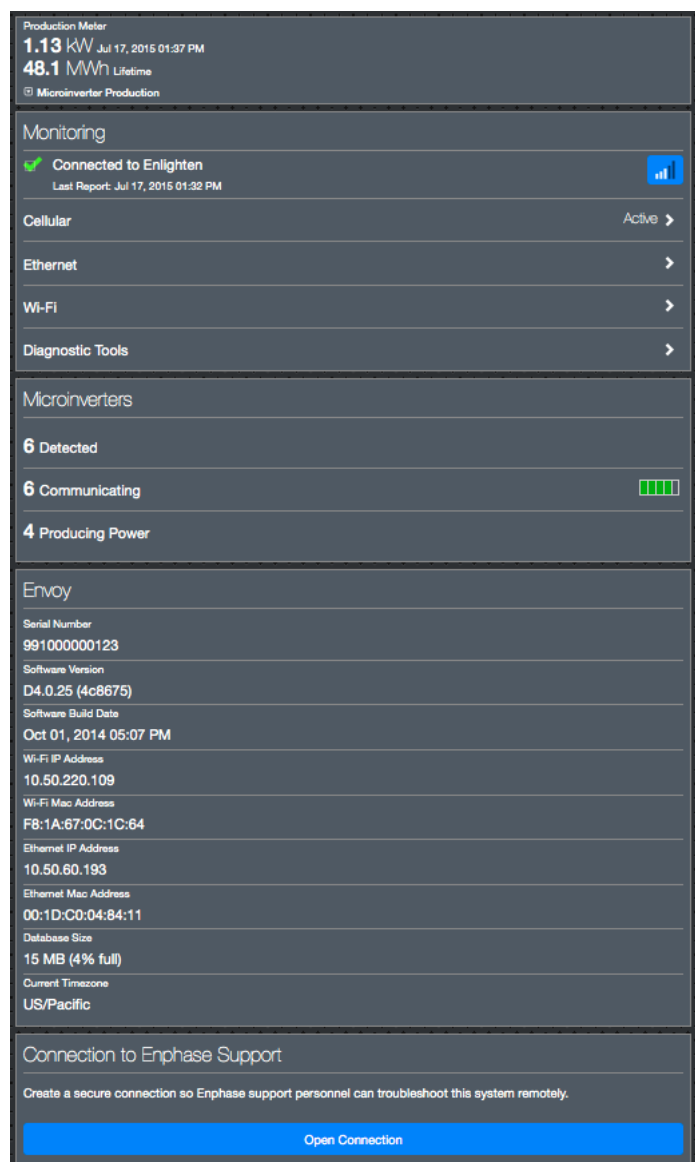 Production Meter
1.13 kW Jul 17, 2015 01:37 PM
48.1 MWh Lifetime
Microinverter Production
Monitoring
Connected to Enlighten
Last Report: Jul 17, 2015 01:32 PM
Cellular Active
Ethernet
Wi-Fi
Diagnostic Tools
Microinverters
6 Detected
6 Communicating
4 Producing Power
Envoy
Serial Number
991000000123
Software Version
D4.0.25 (4c8675)
Software Build Date
Oct 01, 2014 05:07 PM
Wi-Fi IP Address
10.50.220.109
Wi-Fi Mac Address
F8:1A:67:0C:1C:64
Ethernet IP Address
10.50.60.193
Ethernet Mac Address
00:1D:C0:04:84:11
Database Size
15 MB (4% full)
Current Timezone
US/Pacific
Connection to Enphase Support
Create a secure connection so Enphase support personnel can troubleshoot this system remotely.
Open Connection